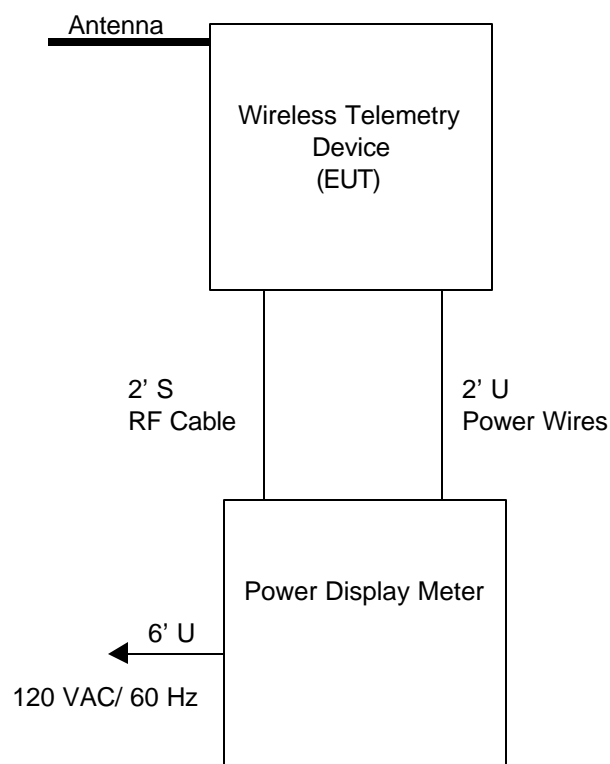 Antenna
Wireless Telemetry
Device
(EUT)
2’ S
RF Cable
2’ U
Power Wires
Power Display Meter
6’ U
120 VAC/ 60 Hz